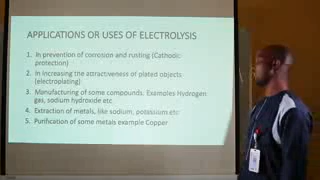 APPLICATIONS OR USES OF ELECTROLYSIS
1. In prevention of corrosion and rusting (Cathodic
protection)
2. In Increasing the attractiveness of plated objects
(electroplating)
3. Manufacturing of some compounds. Examoles Hydrogen
gas, sodium hydroxide etc
4. Extraction of metals, like sodium, potassium etc
5. Purification of some metals example Copper